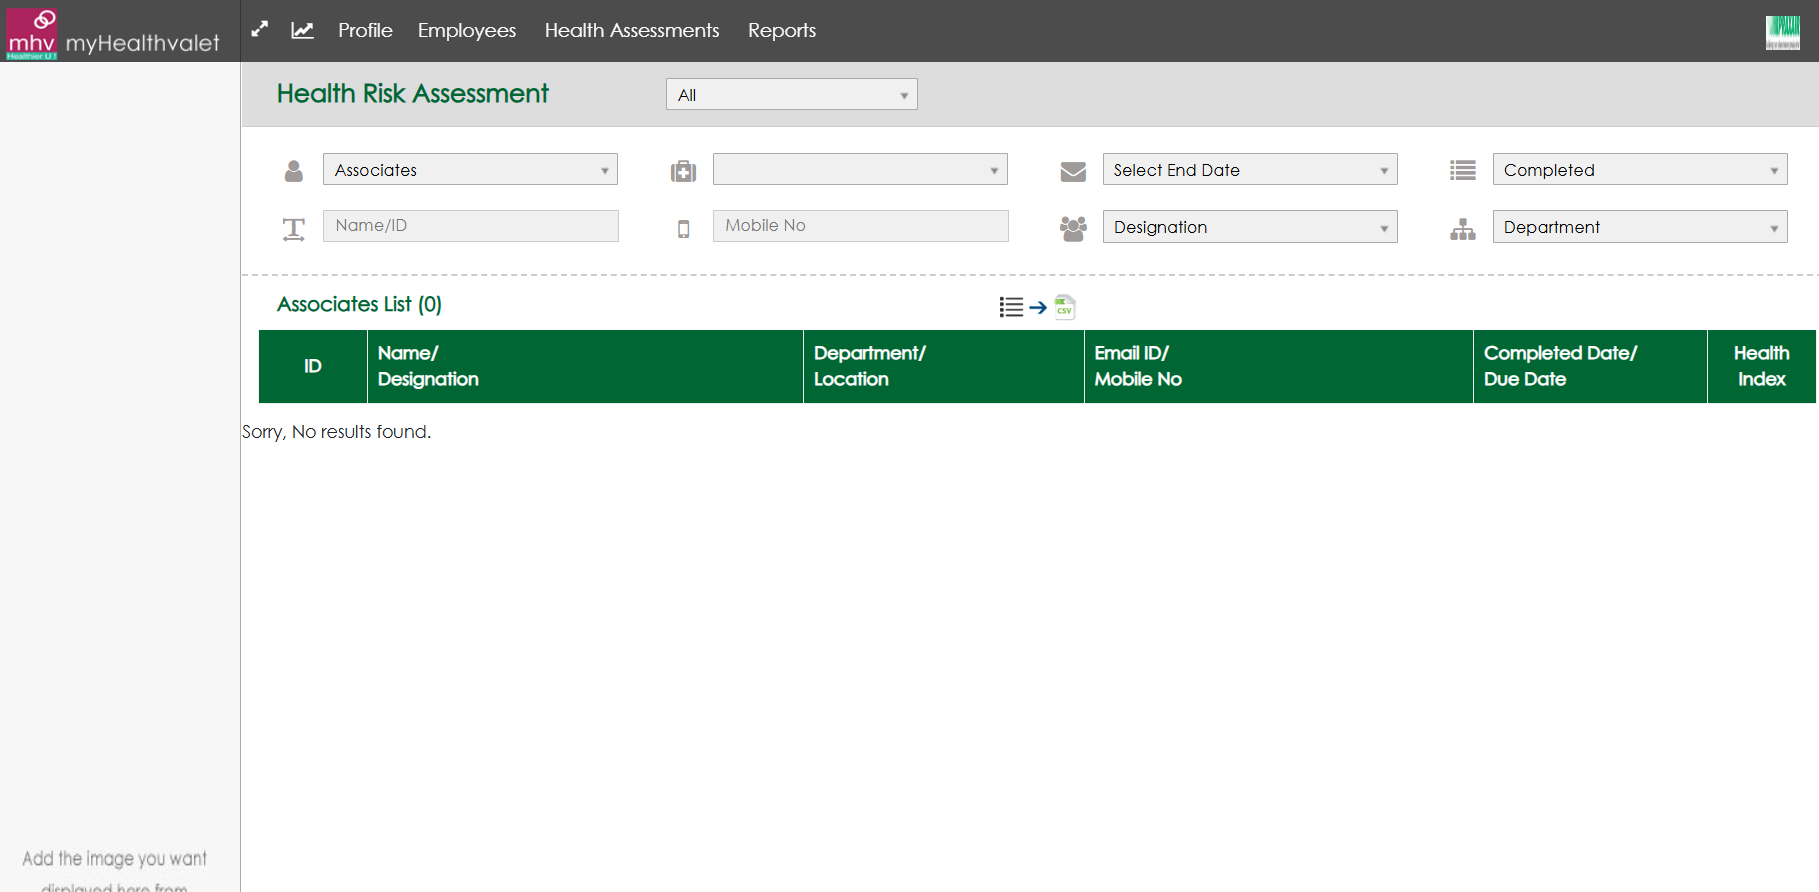 mhv myHealthvalet
Healthier U !
Profile Employees Health Assessments Reports
Health Risk Assessment All
Associates Select End Date Completed
Name/ID Mobile No Designation Department
Associates List (0)
CSV
ID Name/ Designation Department/ Location Email ID/ Mobile No Completed Date/ Due Date Health Index
Sorry, No results found.
Add the image you want
displayed here from